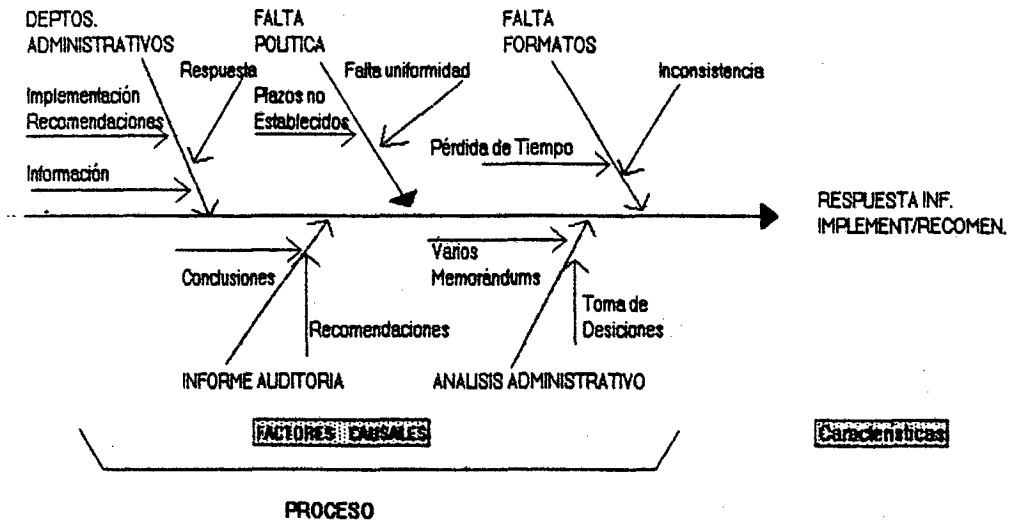 DEPTOS.
ADMINISTRATIVOS
FALTA
POLITICA
FALTA
FORMATOS
Respuesta
Falta uniformidad
Inconsistencia
Implementación
Recomendaciones
Plazos no
Establecidos
Pérdida de Tiempo
Información
RESPUESTA INF.
IMPLEMENT/RECOMEN.
Conclusiones
Varios
Memorándums
Recomendaciones
Toma de
Desiciones
INFORME AUDITORIA
ANALISIS ADMINISTRATIVO
FACTORES CAUSALES
Características
PROCESO